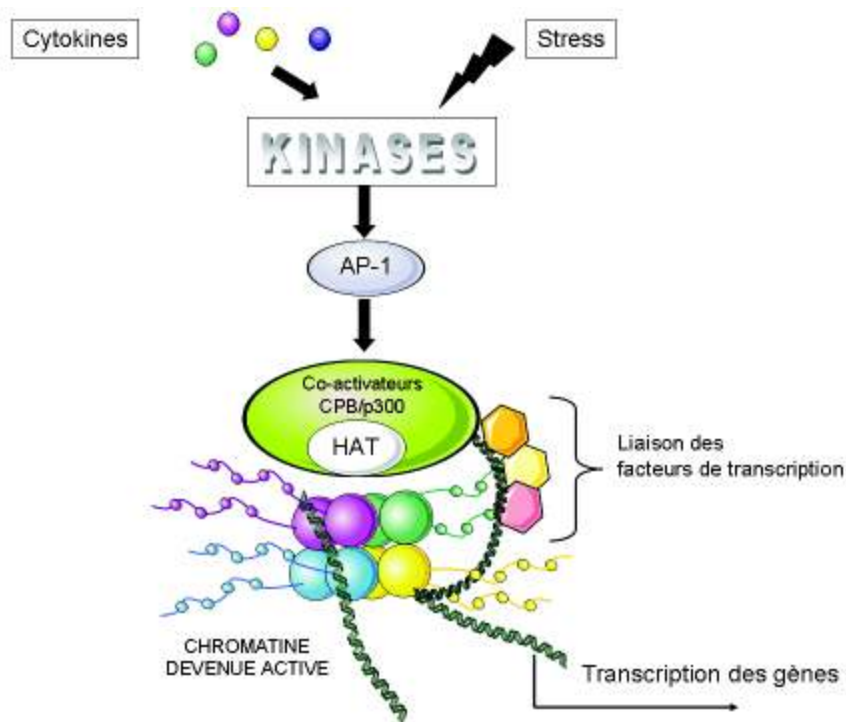 Cytokines
Stress
KINASES
AP-1
Co-activateurs
CPB/p300
HAT
Liaison des
facteurs de transcription
CHROMATINE
DEVENUE ACTIVE
Transcription des gènes